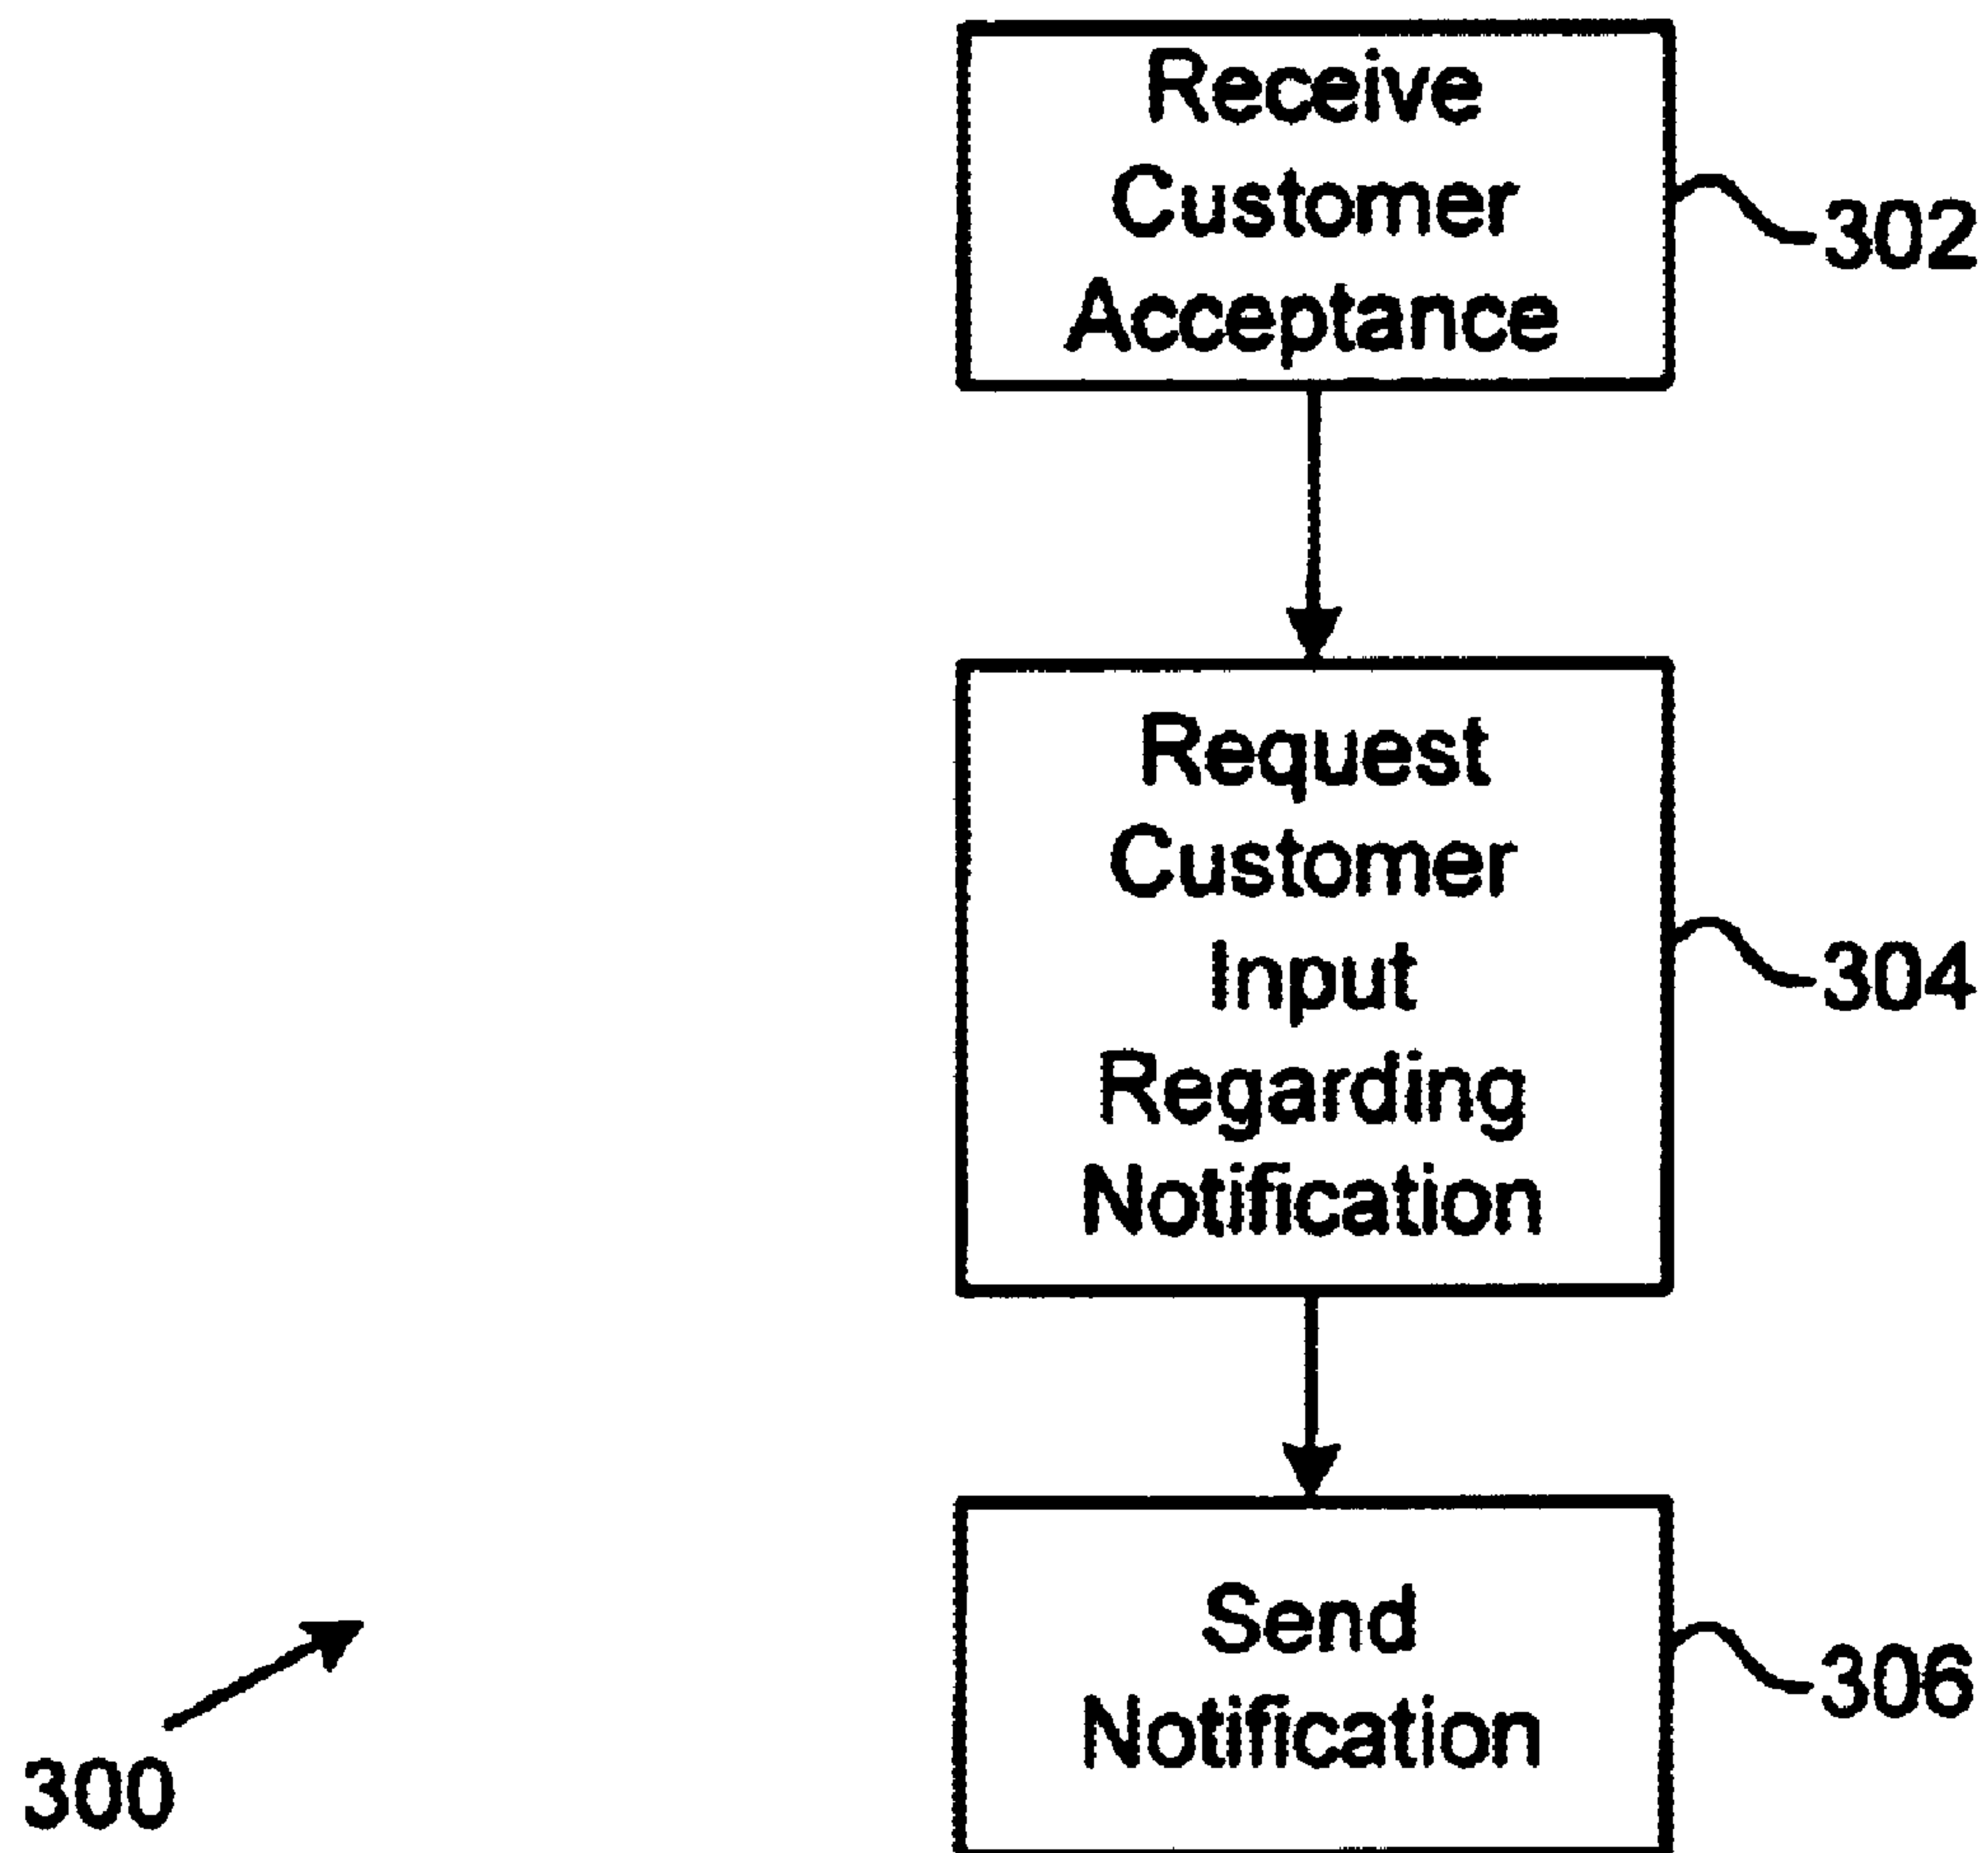 Receive
Customer
Acceptance
302
Request
Customer
Input
Regarding
Notification
304
Send
Notification
306
300